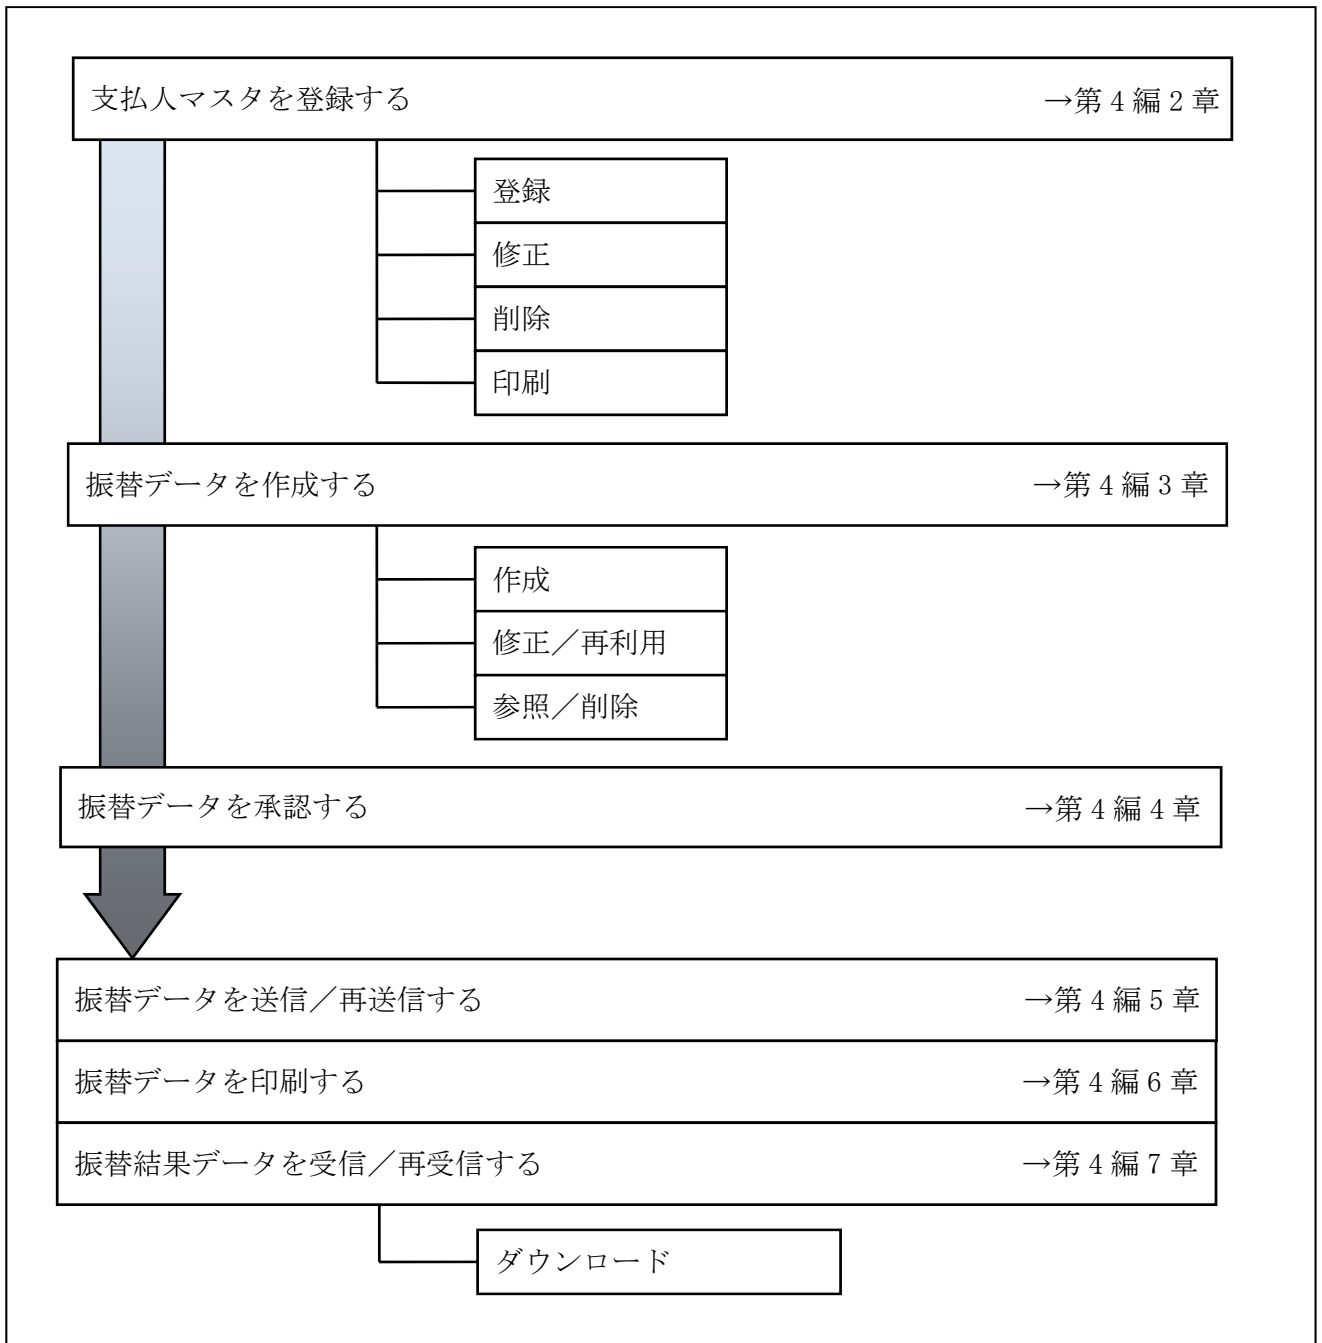 支払人マスタを登録する →第4編2章
登録
修正
削除
印刷
振替データを作成する →第4編3章
作成
修正／再利用
参照／削除
振替データを承認する →第4編4章
振替データを送信／再送信する →第4編5章
振替データを印刷する →第4編6章
振替結果データを受信／再受信する →第4編7章
ダウンロード